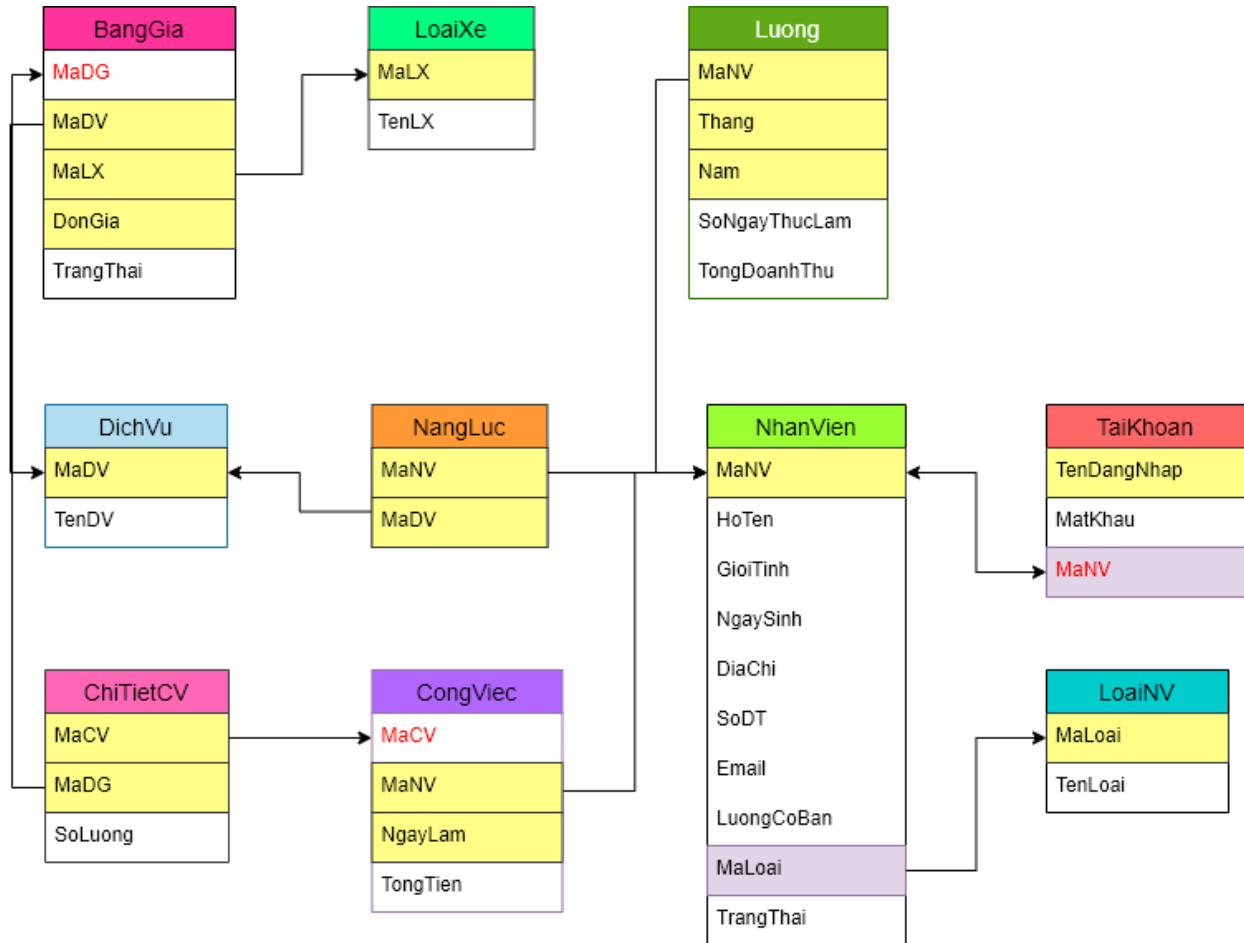 BangGia
MaDG
MaDV
MaLX
DonGia
TrangThai
LoaiXe
MaLX
TenLX
Luong
MaNV
Thang
Nam
SoNgayThucLam
TongDoanhThu
DichVu
MaDV
TenDV
NangLuc
MaNV
MaDV
NhanVien
MaNV
HoTen
GioiTinh
NgaySinh
DiaChi
SoDT
Email
LuongCoBan
MaLoai
TrangThai
TaiKhoan
TenDangNhap
MatKhau
MaNV
ChiTietCV
MaCV
MaDG
SoLuong
CongViec
MaCV
MaNV
NgayLam
TongTien
LoaiNV
MaLoai
TenLoai